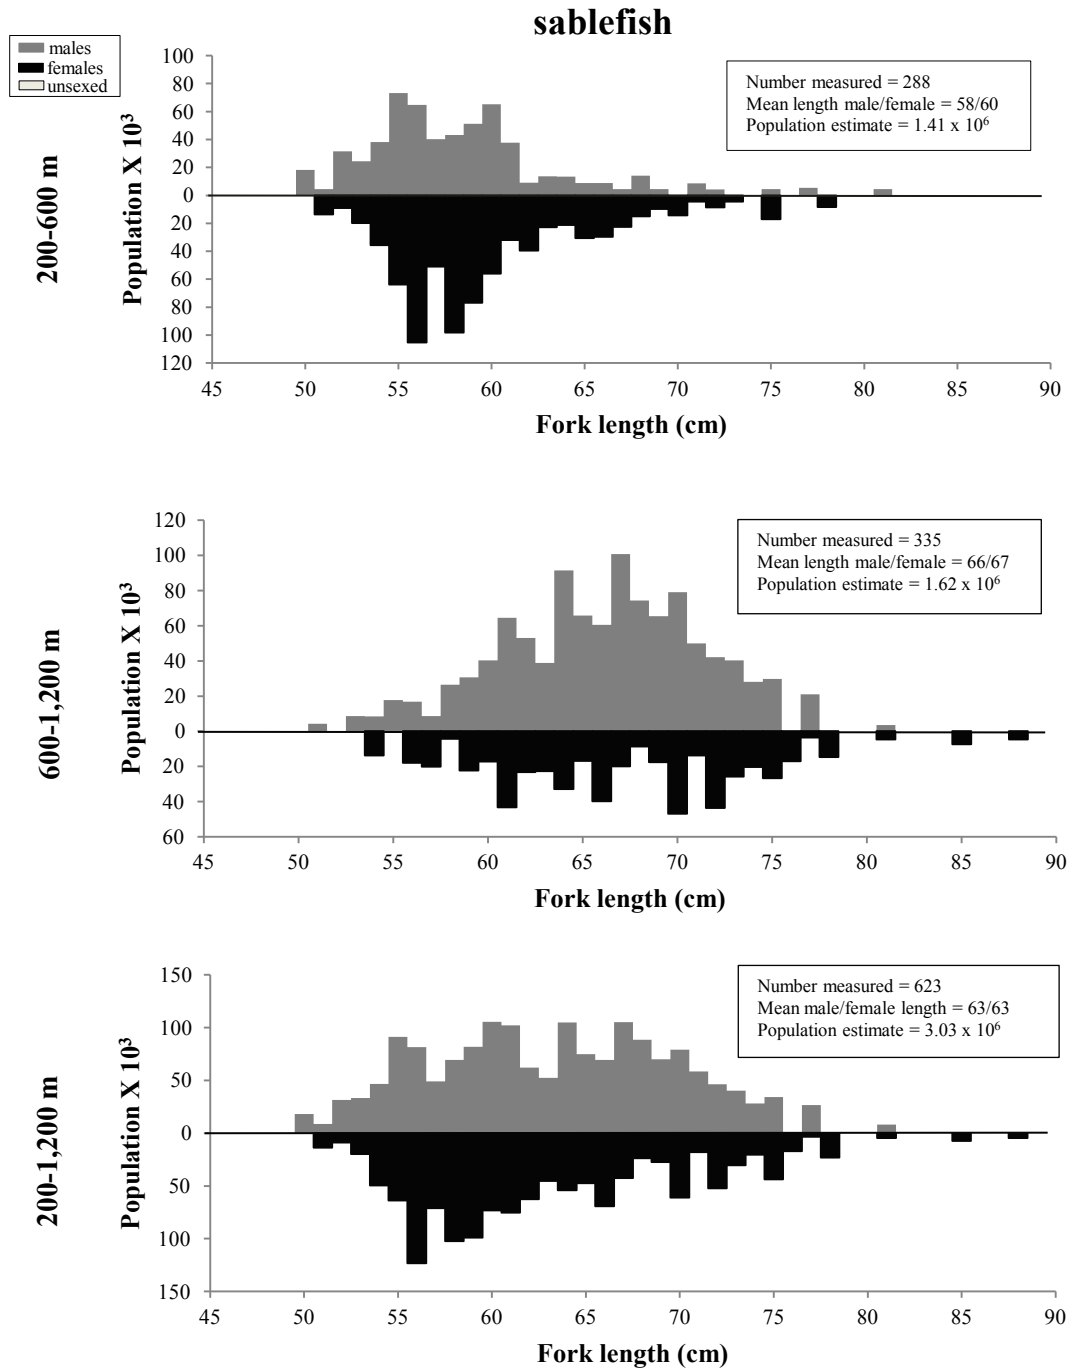 sablefish
males
females
unsexed
200-600 m
Population X 10³
100
80
60
40
20
0
20
40
60
80
100
120
Number measured = 288
Mean length male/female = 58/60
Population estimate = 1.41 x 10⁶
45 50 55 60 65 70 75 80 85 90
Fork length (cm)
600-1,200 m
Population X 10³
120
100
80
60
40
20
0
20
40
60
Number measured = 335
Mean length male/female = 66/67
Population estimate = 1.62 x 10⁶
45 50 55 60 65 70 75 80 85 90
Fork length (cm)
200-1,200 m
Population X 10³
150
100
50
0
50
100
150
Number measured = 623
Mean male/female length = 63/63
Population estimate = 3.03 x 10⁶
45 50 55 60 65 70 75 80 85 90
Fork length (cm)